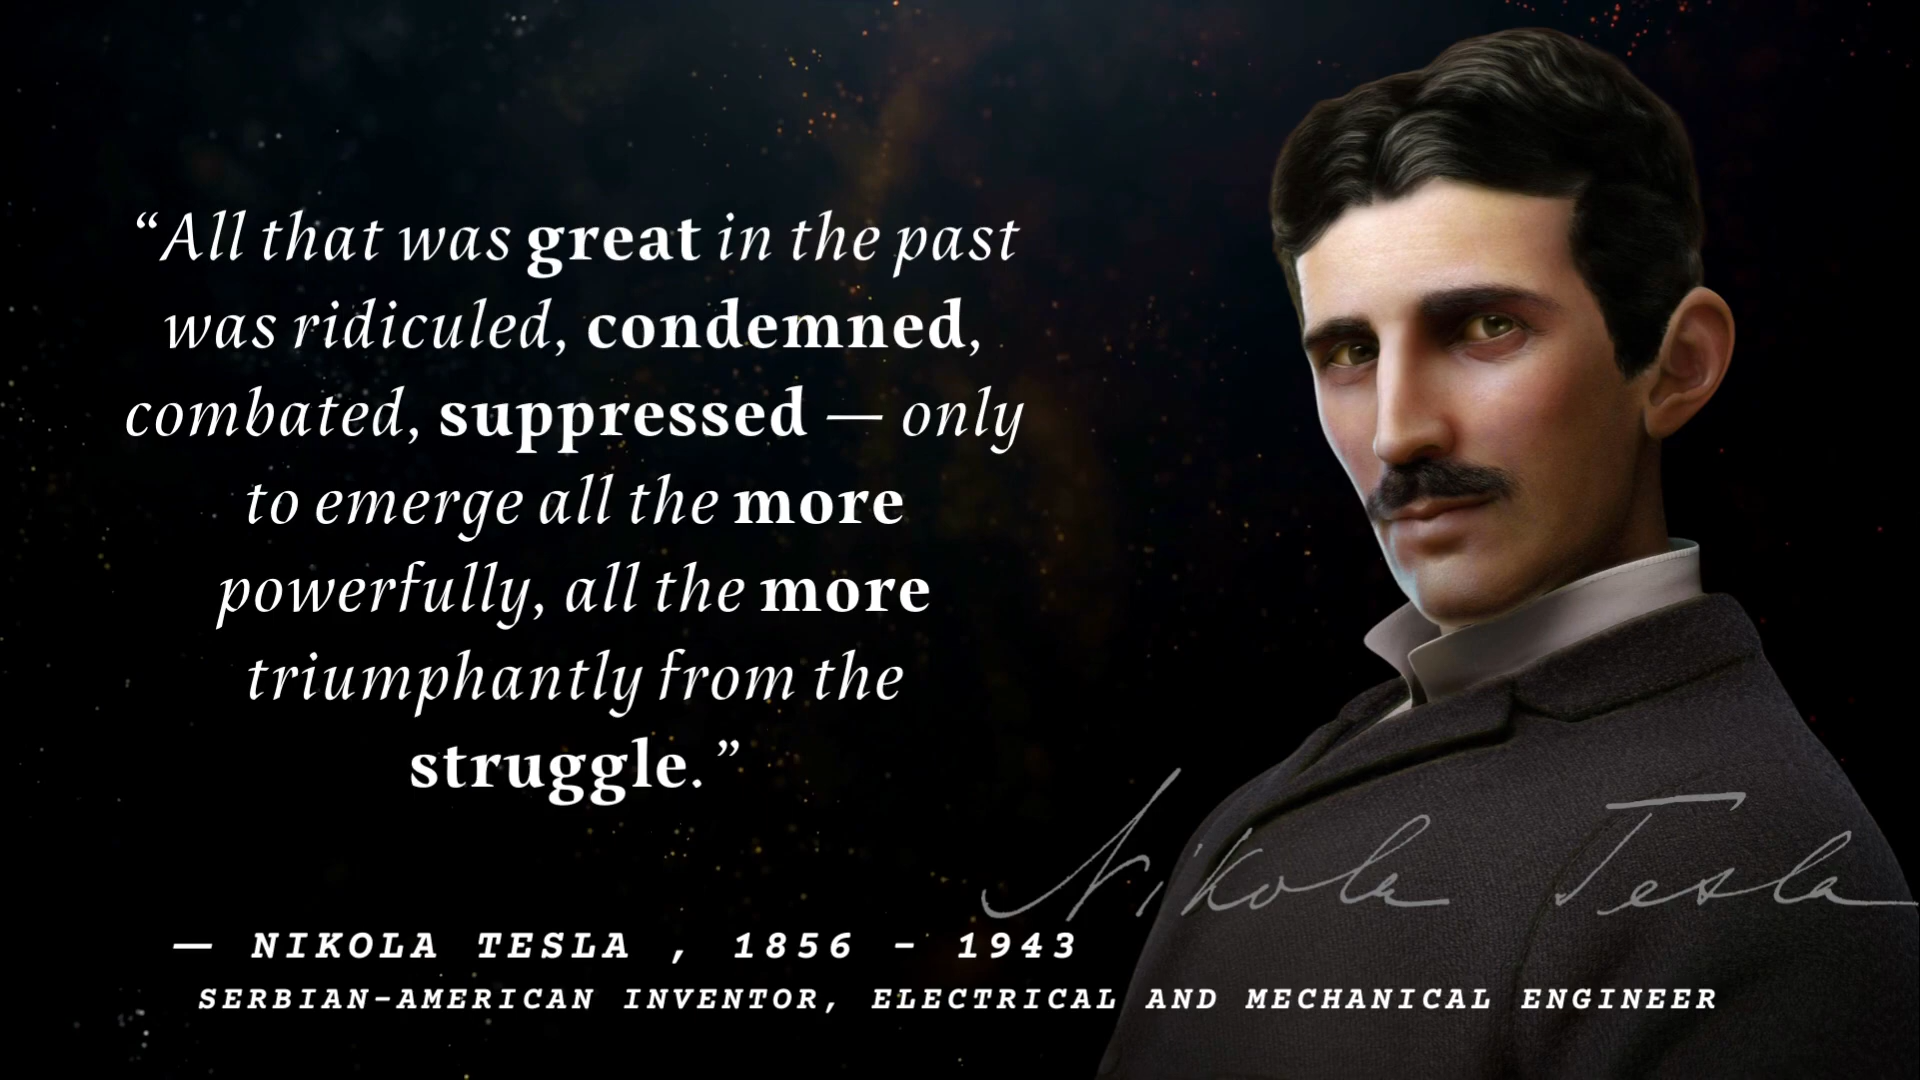 “All that was great in the past
was ridiculed, condemned,
combated, suppressed — only
to emerge all the more
powerfully, all the more
triumphantly from the
struggle.”
Nikola Tesla
— NIKOLA TESLA , 1856 – 1943
SERBIAN-AMERICAN INVENTOR, ELECTRICAL AND MECHANICAL ENGINEER